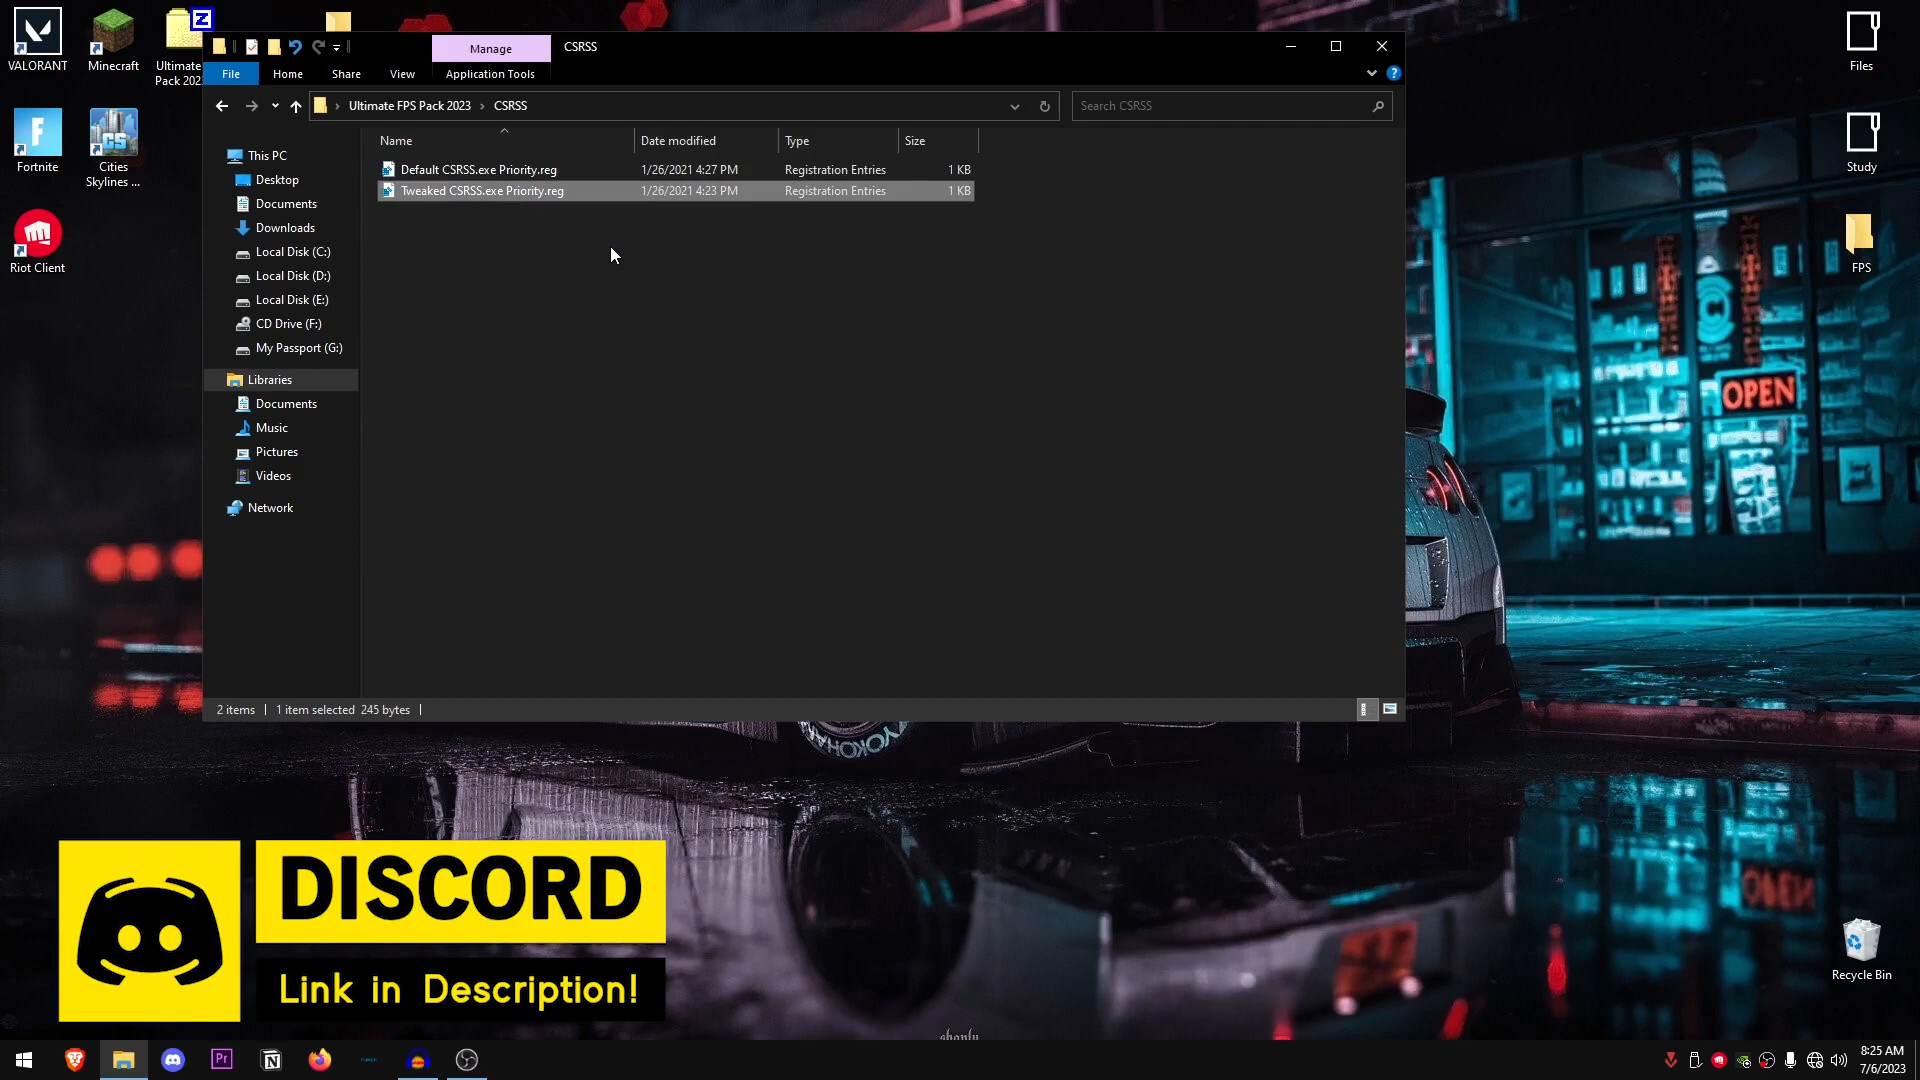 VALORANT
Minecraft
Ultimate
Pack 202
Fortnite
Cities
Skylines ...
Riot Client
Manage
CSRSS
File
Home
Share
View
Application Tools
Ultimate FPS Pack 2023
CSRSS
Search CSRSS
Name
Date modified
Type
Size
Default CSRSS.exe Priority.reg
1/26/2021 4:27 PM
Registration Entries
1 KB
Tweaked CSRSS.exe Priority.reg
1/26/2021 4:23 PM
Registration Entries
1 KB
This PC
Desktop
Documents
Downloads
Local Disk (C:)
Local Disk (D:)
Local Disk (E:)
CD Drive (F:)
My Passport (G:)
Libraries
Documents
Music
Pictures
Videos
Network
2 items
1 item selected 245 bytes
Files
Study
FPS
OPEN
YOKOHAMA
Recycle Bin
DISCORD
Link in Description!
8:25 AM
7/6/2023